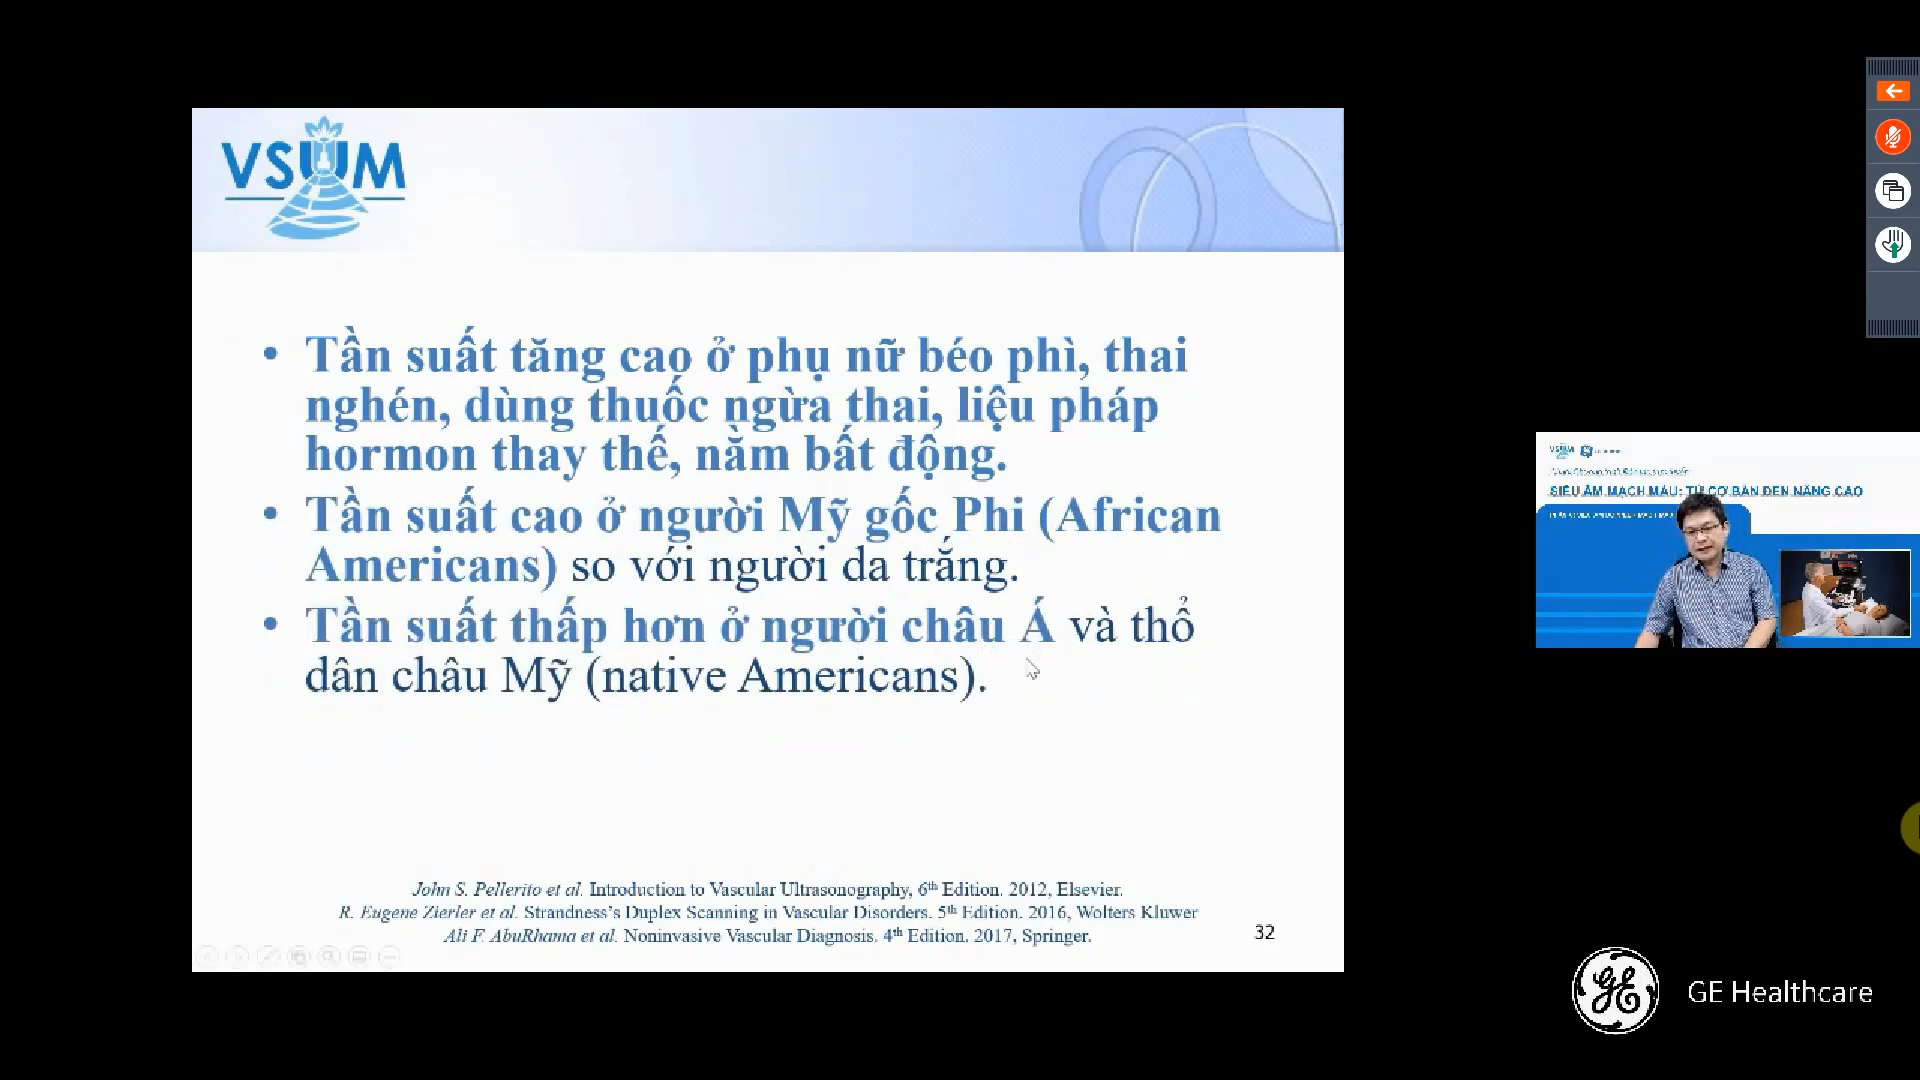 VSUM
• Tần suất tăng cao ở phụ nữ béo phì, thai
nghén, dùng thuốc ngừa thai, liệu pháp
hormon thay thế, nằm bất động.
• Tần suất cao ở người Mỹ gốc Phi (African
Americans) so với người da trắng.
• Tần suất thấp hơn ở người châu Á và thổ
dân châu Mỹ (native Americans).
John S. Pellerito et al. Introduction to Vascular Ultrasonography, 6th Edition. 2012, Elsevier.
R. Eugene Zierler et al. Strandness’s Duplex Scanning in Vascular Disorders. 5th Edition. 2016, Wolters Kluwer
Ali F. AbuRhama et al. Noninvasive Vascular Diagnosis. 4th Edition. 2017, Springer.
32
VSUM
SIÊU ÂM MẠCH MÁU: TỪ CƠ BẢN ĐẾN NÂNG CAO
GE Healthcare